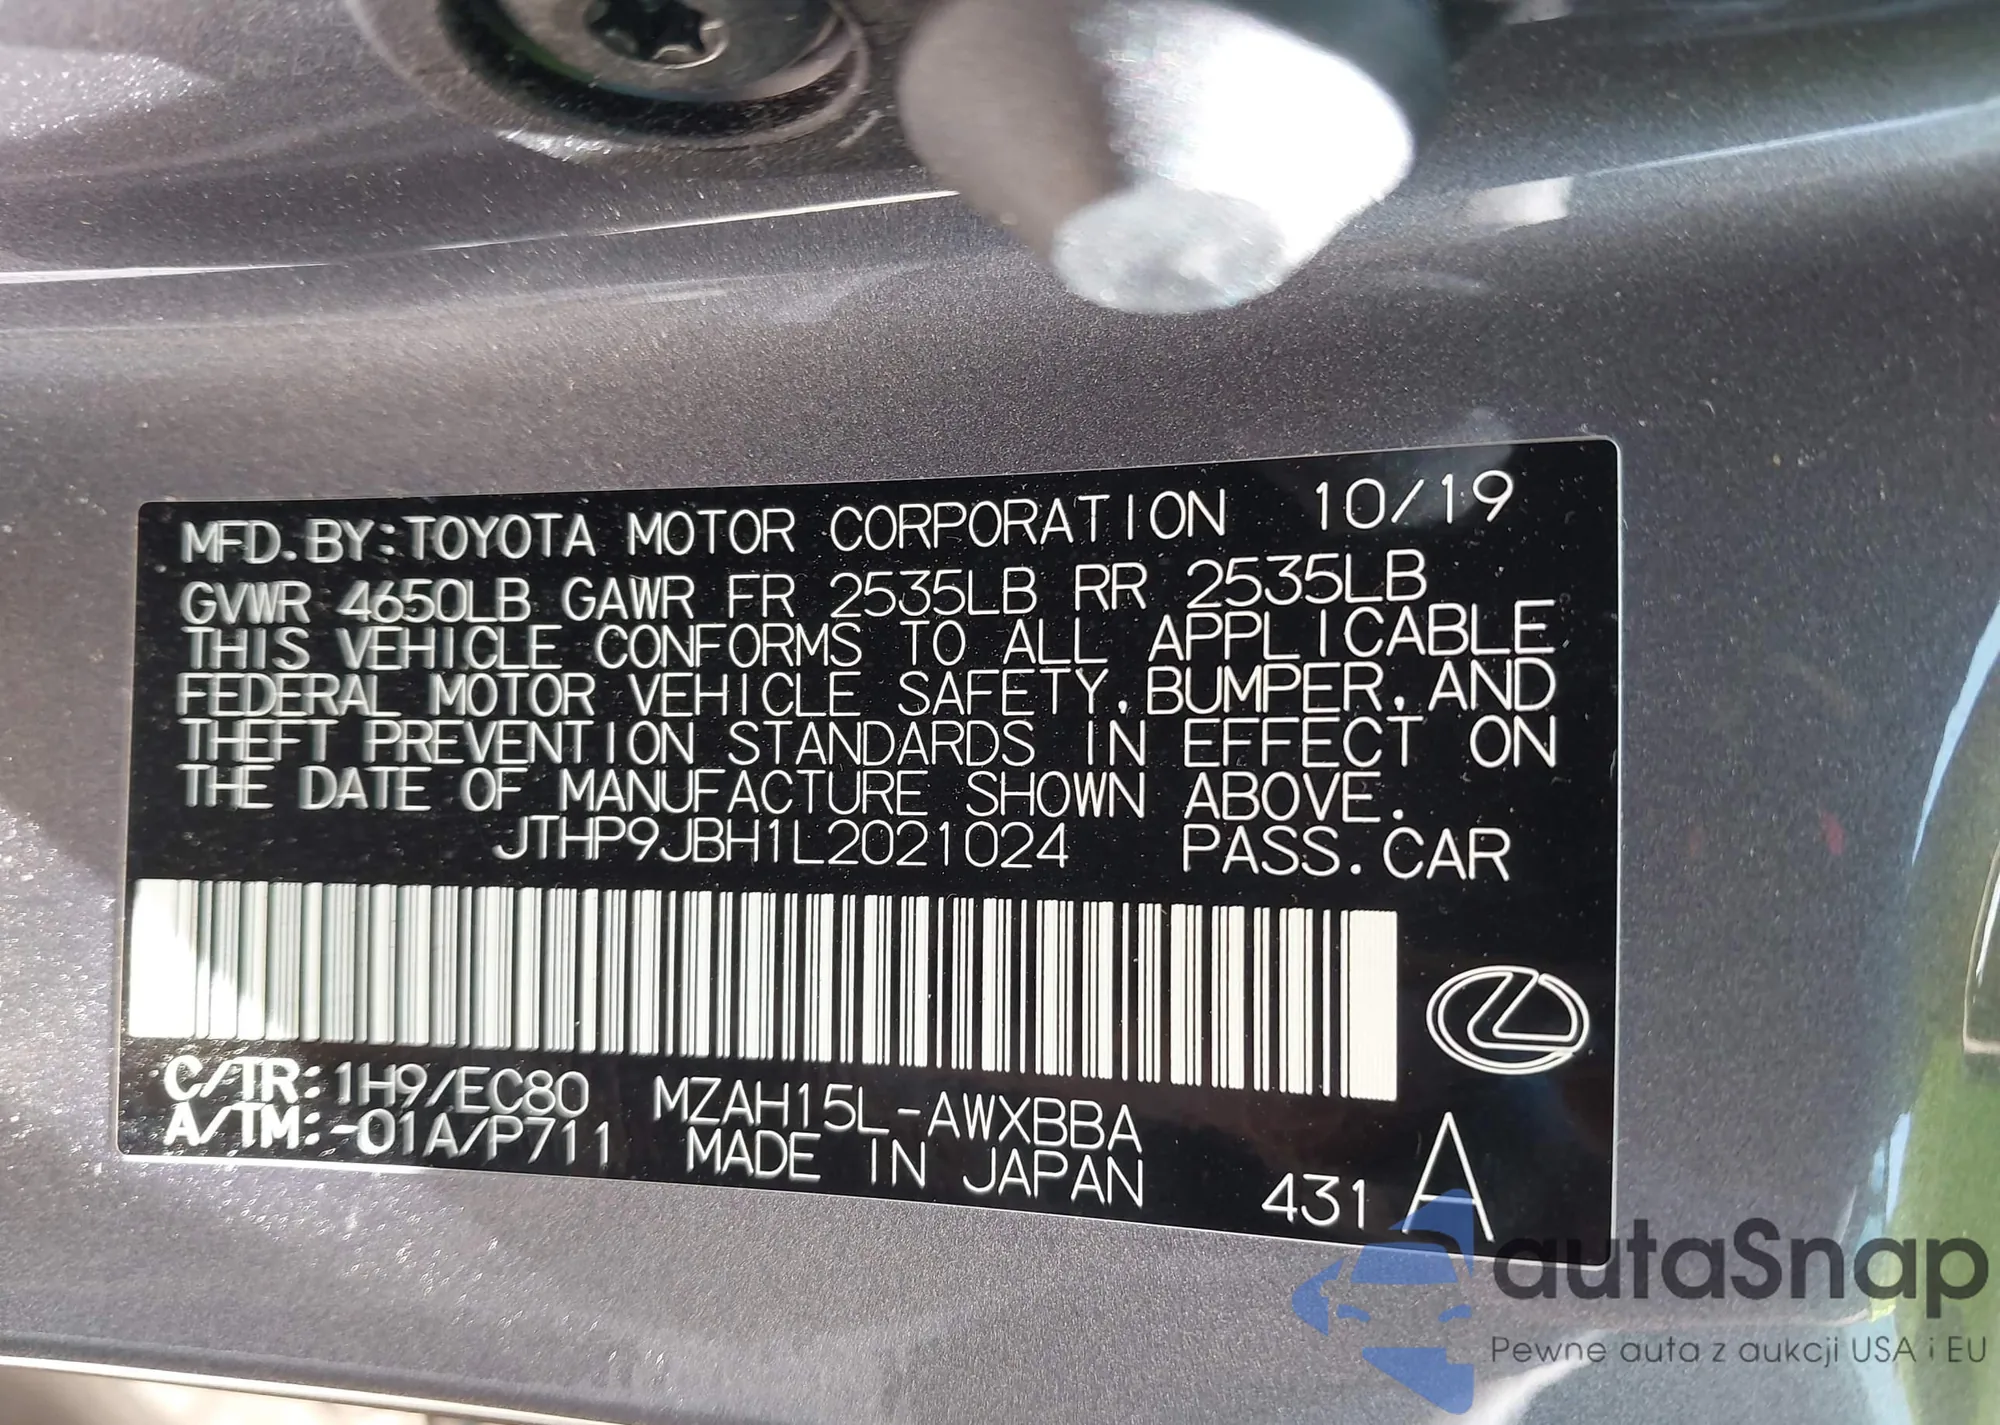 MFD. BY: TOYOTA MOTOR CORPORATION 10/19
GVWR 4650LB GAWR FR 2535LB RR 2535LB
THIS VEHICLE CONFORMS TO ALL APPLICABLE
FEDERAL MOTOR VEHICLE SAFETY, BUMPER, AND
THEFT PREVENTION STANDARDS IN EFFECT ON
THE DATE OF MANUFACTURE SHOWN ABOVE.
JTHP9JBH1L2021024 PASS. CAR
C/TR: 1H9/EC80 MZAH15L-AWXBBA
A/TM: -01A/P711 MADE IN JAPAN 431 A
autaSnap
Pewne auta z aukcji USA i EU